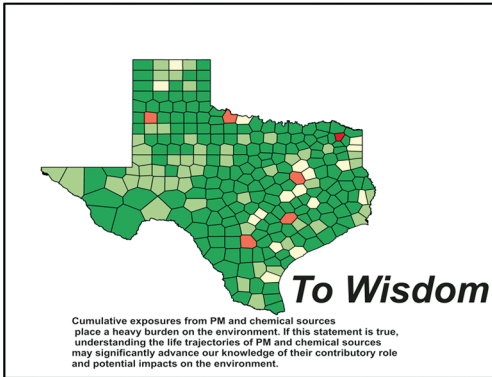 To Wisdom
Cumulative exposures from PM and chemical sources
place a heavy burden on the environment. If this statement is true,
understanding the life trajectories of PM and chemical sources
may significantly advance our knowledge of their contributory role
and potential impacts on the environment.